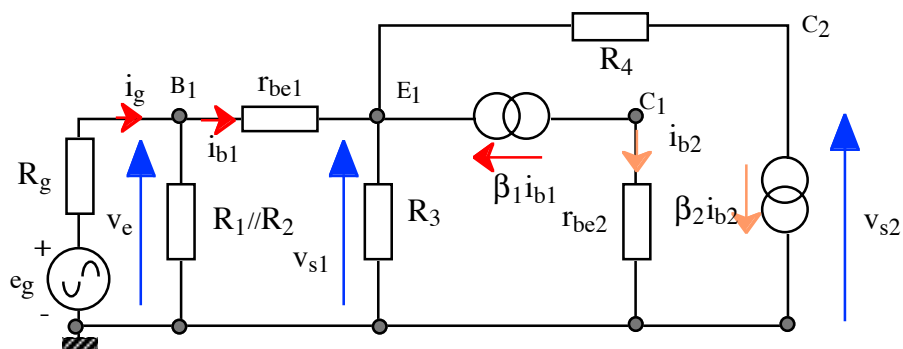 C2
R4
ig
B1
rbe1
E1
C1
ib1
ib2
β1ib1
Rg
ve
R1//R2
vs1
R3
rbe2
β2ib2
vs2
+
eg
-